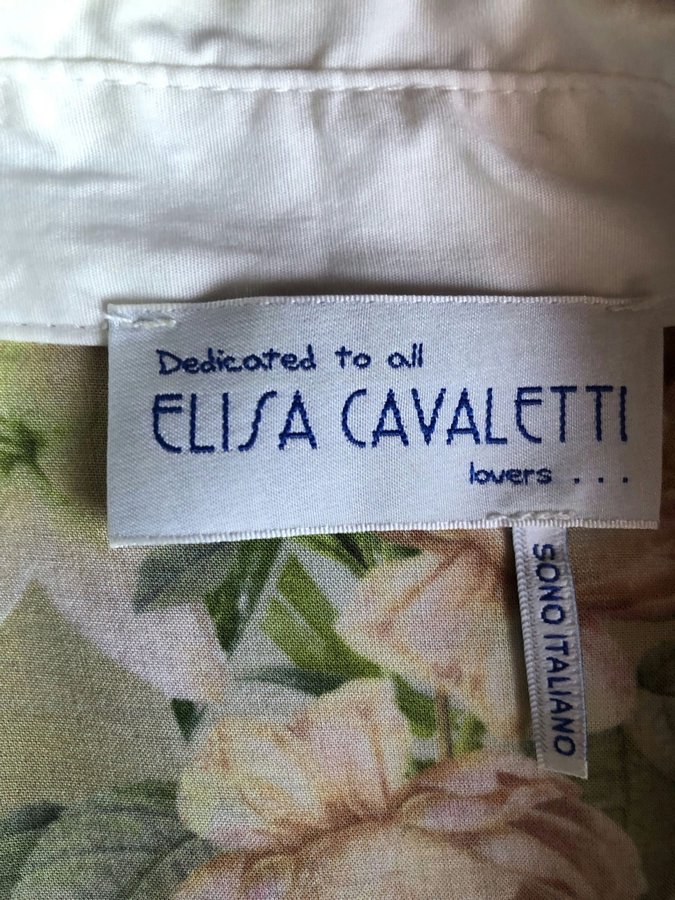 Dedicated to all
ELISA CAVALETTI
lovers . . .
SONO ITALIANO